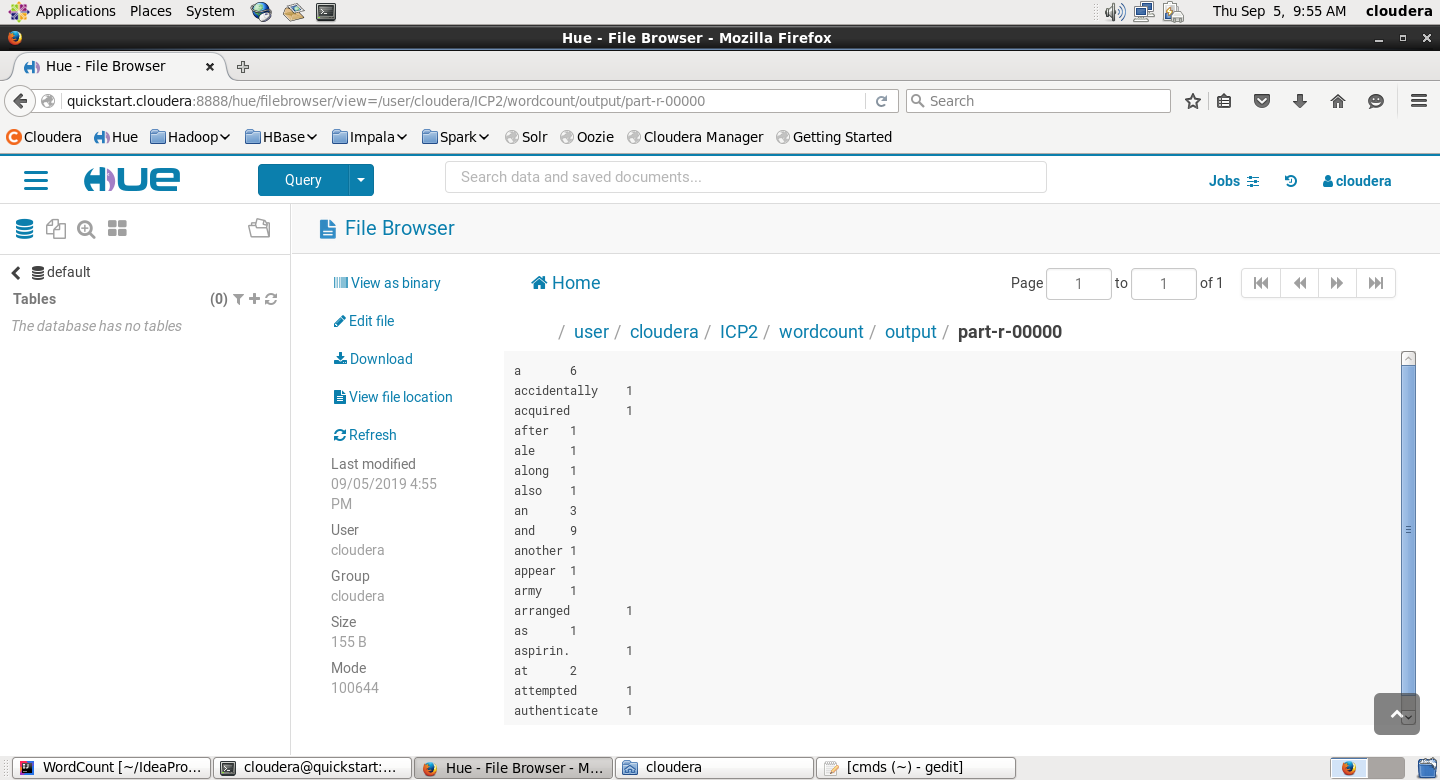 Applications Places System Thu Sep 5, 9:55 AM cloudera
Hue - File Browser - Mozilla Firefox
Hue - File Browser
quickstart.cloudera:8888/hue/filebrowser/view=/user/cloudera/ICP2/wordcount/output/part-r-00000 Search
Cloudera Hue Hadoop HBase Impala Spark Solr Oozie Cloudera Manager Getting Started
HUE Query Search data and saved documents... Jobs cloudera
File Browser
default
Tables (0)
The database has no tables
View as binary
Edit file
Download
View file location
Refresh
Last modified
09/05/2019 4:55
PM
User
cloudera
Group
cloudera
Size
155 B
Mode
100644
Home Page 1 to 1 of 1
/ user / cloudera / ICP2 / wordcount / output / part-r-00000
a 6
accidentally 1
acquired 1
after 1
ale 1
along 1
also 1
an 3
and 9
another 1
appear 1
army 1
arranged 1
as 1
aspirin. 1
at 2
attempted 1
authenticate 1
WordCount [~/IdeaPro... cloudera@quickstart:... Hue - File Browser - M... cloudera [cmds (~) - gedit]